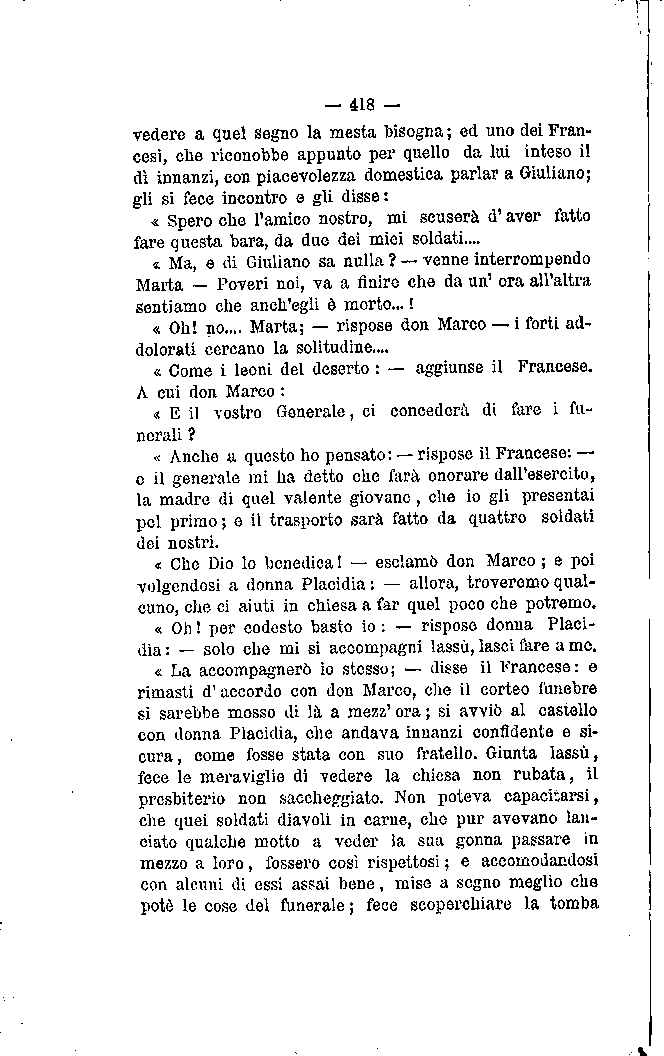 — 418 —
vedere a quel segno la mesta bisogna; ed uno dei Fran-
cesi, che riconobbe appunto per quello da lui inteso il
dì innanzi, con piacevolezza domestica parlar a Giuliano;
gli si fece incontro e gli disse:
« Spero che l'amico nostro, mi scuserà d'aver fatto
fare questa bara, da due dei miei soldati....
« Ma, e di Giuliano sa nulla? — venne interrompendo
Marta — Poveri noi, va a finire che da un' ora all'altra
sentiamo che anch'egli è morto...!
« Oh! no.... Marta; — rispose don Marco — i forti ad-
dolorati cercano la solitudine....
« Come i leoni del deserto: — aggiunse il Francese.
A cui don Marco:
« E il vostro Generale, ci concederà di fare i fu-
nerali?
« Anche a questo ho pensato: — rispose il Francese: —
e il generale mi ha detto che farà onorare dall'esercito,
la madre di quel valente giovane, che io gli presentai
pel primo; e il trasporto sarà fatto da quattro soldati
dei nostri.
« Che Dio lo benedica! — esclamò don Marco; e poi
volgendosi a donna Placidia: — allora, troveremo qual-
cuno, che ci aiuti in chiesa a far quel poco che potremo.
« Oh! per codesto basto io: — rispose donna Placi-
dia: — solo che mi si accompagni lassù, lasci fare a me.
« La accompagnerò io stesso; — disse il Francese: e
rimasti d'accordo con don Marco, che il corteo funebre
si sarebbe mosso di là a mezz' ora; si avviò al castello
con donna Placidia, che andava innanzi confidente e si-
cura, come fosse stata con suo fratello. Giunta lassù,
fece le meraviglie di vedere la chiesa non rubata, il
presbiterio non saccheggiato. Non poteva capacitarsi,
che quei soldati diavoli in carne, che pur avevano lan-
ciato qualche motto a veder la sua gonna passare in
mezzo a loro, fossero così rispettosi; e accomodandosi
con alcuni di essi assai bene, mise a segno meglio che
potè le cose del funerale; fece scoperchiare la tomba